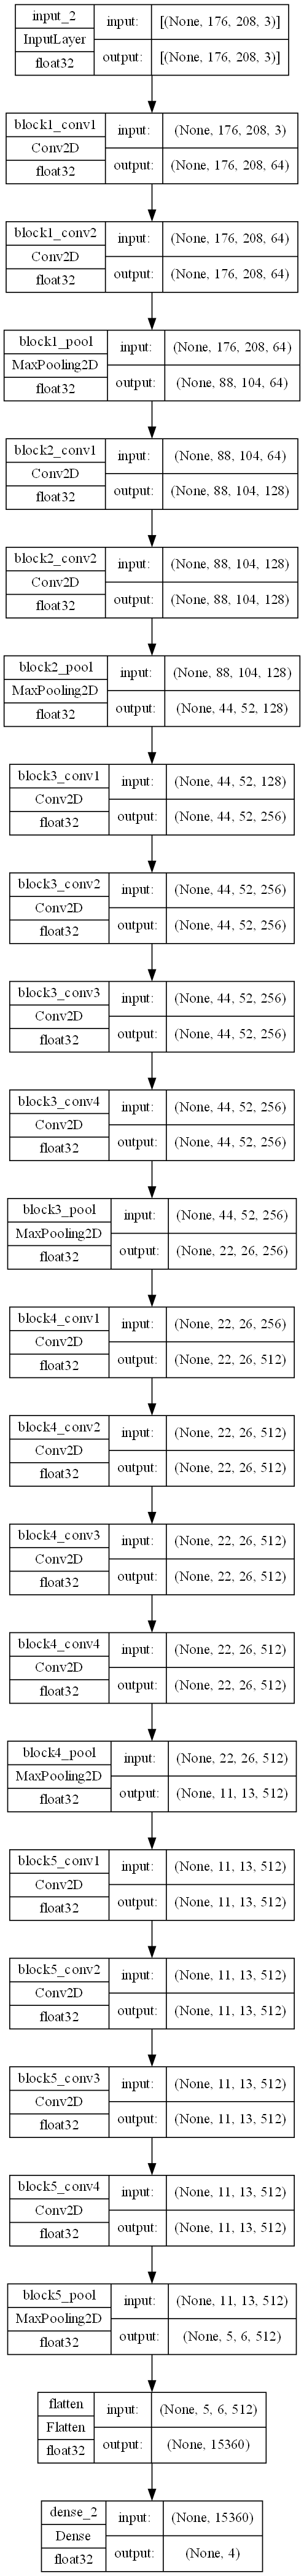 input_2
InputLayer
float32
input:
[(None, 176, 208, 3)]
output:
[(None, 176, 208, 3)]
block1_conv1
Conv2D
float32
input:
(None, 176, 208, 3)
output:
(None, 176, 208, 64)
block1_conv2
Conv2D
float32
input:
(None, 176, 208, 64)
output:
(None, 176, 208, 64)
block1_pool
MaxPooling2D
float32
input:
(None, 176, 208, 64)
output:
(None, 88, 104, 64)
block2_conv1
Conv2D
float32
input:
(None, 88, 104, 64)
output:
(None, 88, 104, 128)
block2_conv2
Conv2D
float32
input:
(None, 88, 104, 128)
output:
(None, 88, 104, 128)
block2_pool
MaxPooling2D
float32
input:
(None, 88, 104, 128)
output:
(None, 44, 52, 128)
block3_conv1
Conv2D
float32
input:
(None, 44, 52, 128)
output:
(None, 44, 52, 256)
block3_conv2
Conv2D
float32
input:
(None, 44, 52, 256)
output:
(None, 44, 52, 256)
block3_conv3
Conv2D
float32
input:
(None, 44, 52, 256)
output:
(None, 44, 52, 256)
block3_conv4
Conv2D
float32
input:
(None, 44, 52, 256)
output:
(None, 44, 52, 256)
block3_pool
MaxPooling2D
float32
input:
(None, 44, 52, 256)
output:
(None, 22, 26, 256)
block4_conv1
Conv2D
float32
input:
(None, 22, 26, 256)
output:
(None, 22, 26, 512)
block4_conv2
Conv2D
float32
input:
(None, 22, 26, 512)
output:
(None, 22, 26, 512)
block4_conv3
Conv2D
float32
input:
(None, 22, 26, 512)
output:
(None, 22, 26, 512)
block4_conv4
Conv2D
float32
input:
(None, 22, 26, 512)
output:
(None, 22, 26, 512)
block4_pool
MaxPooling2D
float32
input:
(None, 22, 26, 512)
output:
(None, 11, 13, 512)
block5_conv1
Conv2D
float32
input:
(None, 11, 13, 512)
output:
(None, 11, 13, 512)
block5_conv2
Conv2D
float32
input:
(None, 11, 13, 512)
output:
(None, 11, 13, 512)
block5_conv3
Conv2D
float32
input:
(None, 11, 13, 512)
output:
(None, 11, 13, 512)
block5_conv4
Conv2D
float32
input:
(None, 11, 13, 512)
output:
(None, 11, 13, 512)
block5_pool
MaxPooling2D
float32
input:
(None, 11, 13, 512)
output:
(None, 5, 6, 512)
flatten
Flatten
float32
input:
(None, 5, 6, 512)
output:
(None, 15360)
dense_2
Dense
float32
input:
(None, 15360)
output:
(None, 4)